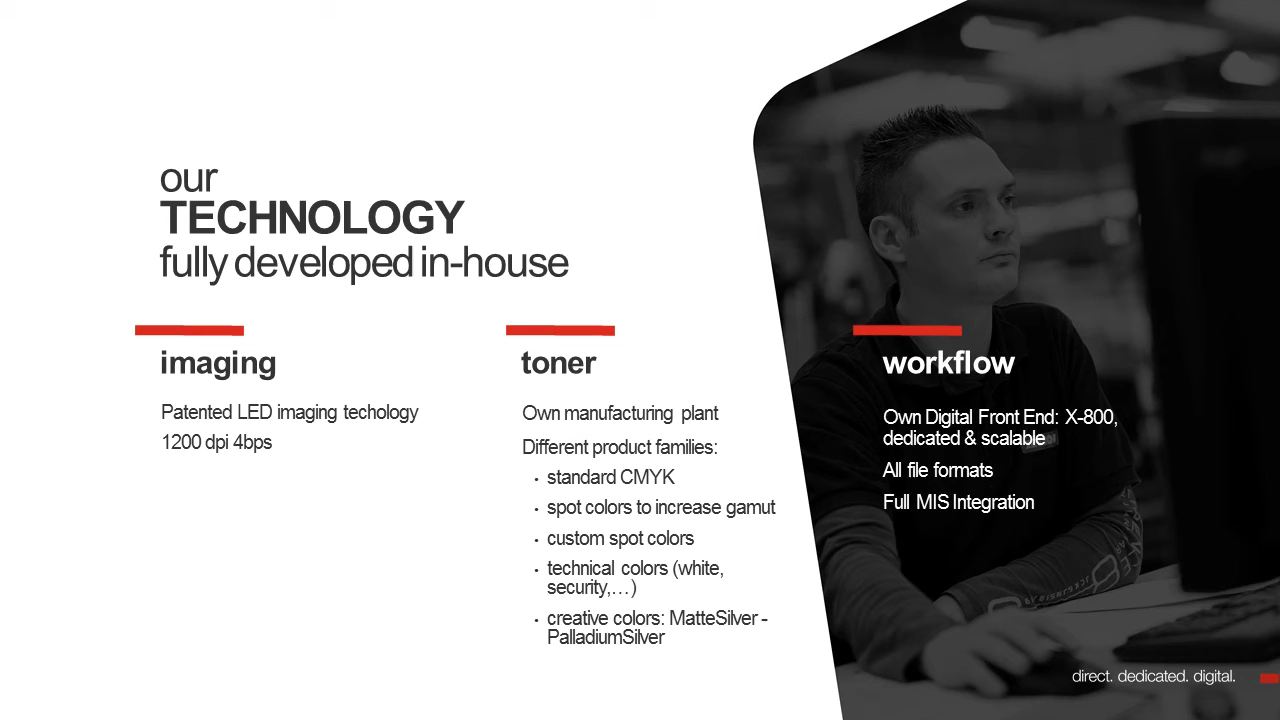 our
TECHNOLOGY
fully developed in-house
imaging
Patented LED imaging techology
1200 dpi 4bps
toner
Own manufacturing plant
Different product families:
• standard CMYK
• spot colors to increase gamut
• custom spot colors
• technical colors (white,
security,…)
• creative colors: MatteSilver -
PalladiumSilver
workflow
Own Digital Front End: X-800,
dedicated & scalable
All file formats
Full MIS Integration
direct. dedicated. digital.